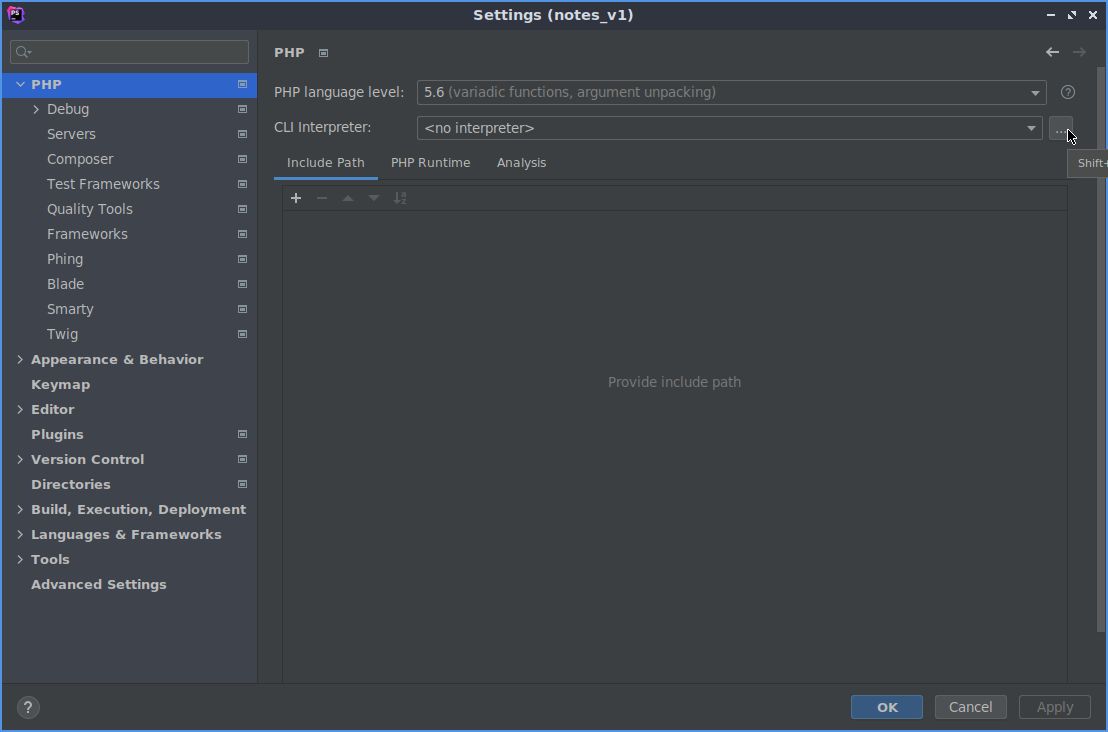 Settings (notes_v1)
PHP
Debug
Servers
Composer
Test Frameworks
Quality Tools
Frameworks
Phing
Blade
Smarty
Twig
Appearance & Behavior
Keymap
Editor
Plugins
Version Control
Directories
Build, Execution, Deployment
Languages & Frameworks
Tools
Advanced Settings
PHP
PHP language level: 5.6 (variadic functions, argument unpacking)
CLI Interpreter: <no interpreter> ...
Shift+
Include Path PHP Runtime Analysis
Provide include path
? OK Cancel Apply